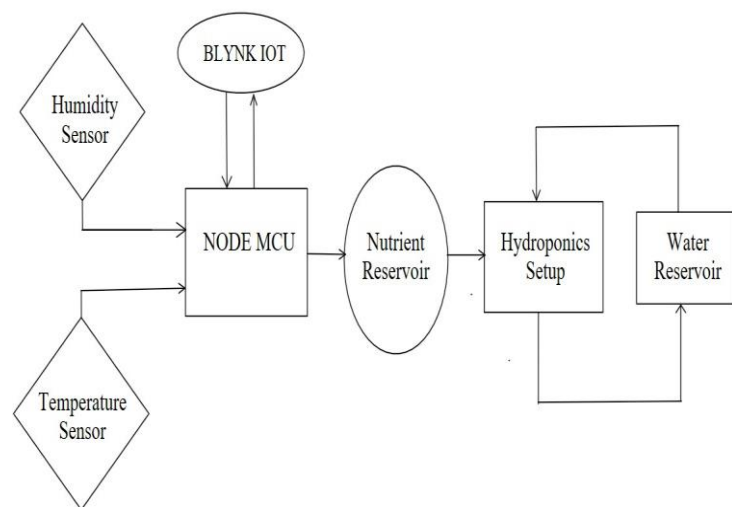 BLYNK IOT
Humidity
Sensor
NODE MCU
Nutrient
Reservoir
Hydroponics
Setup
Water
Reservoir
Temperature
Sensor